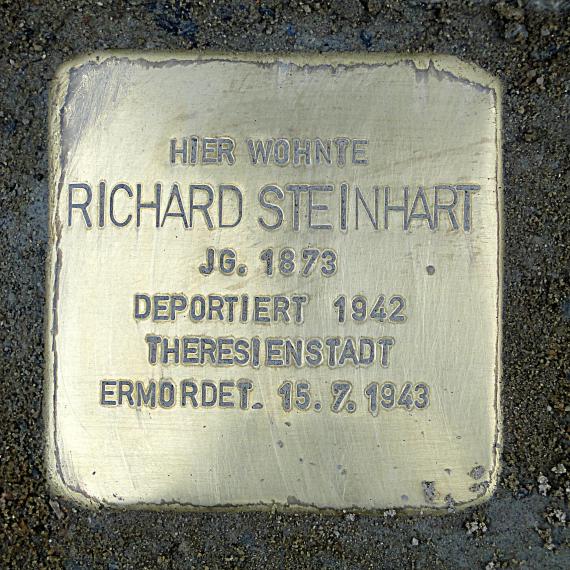 HIER WOHNTE
RICHARD STEINHART
JG. 1873
DEPORTIERT 1942
THERESIENSTADT
ERMORDET 15.7.1943